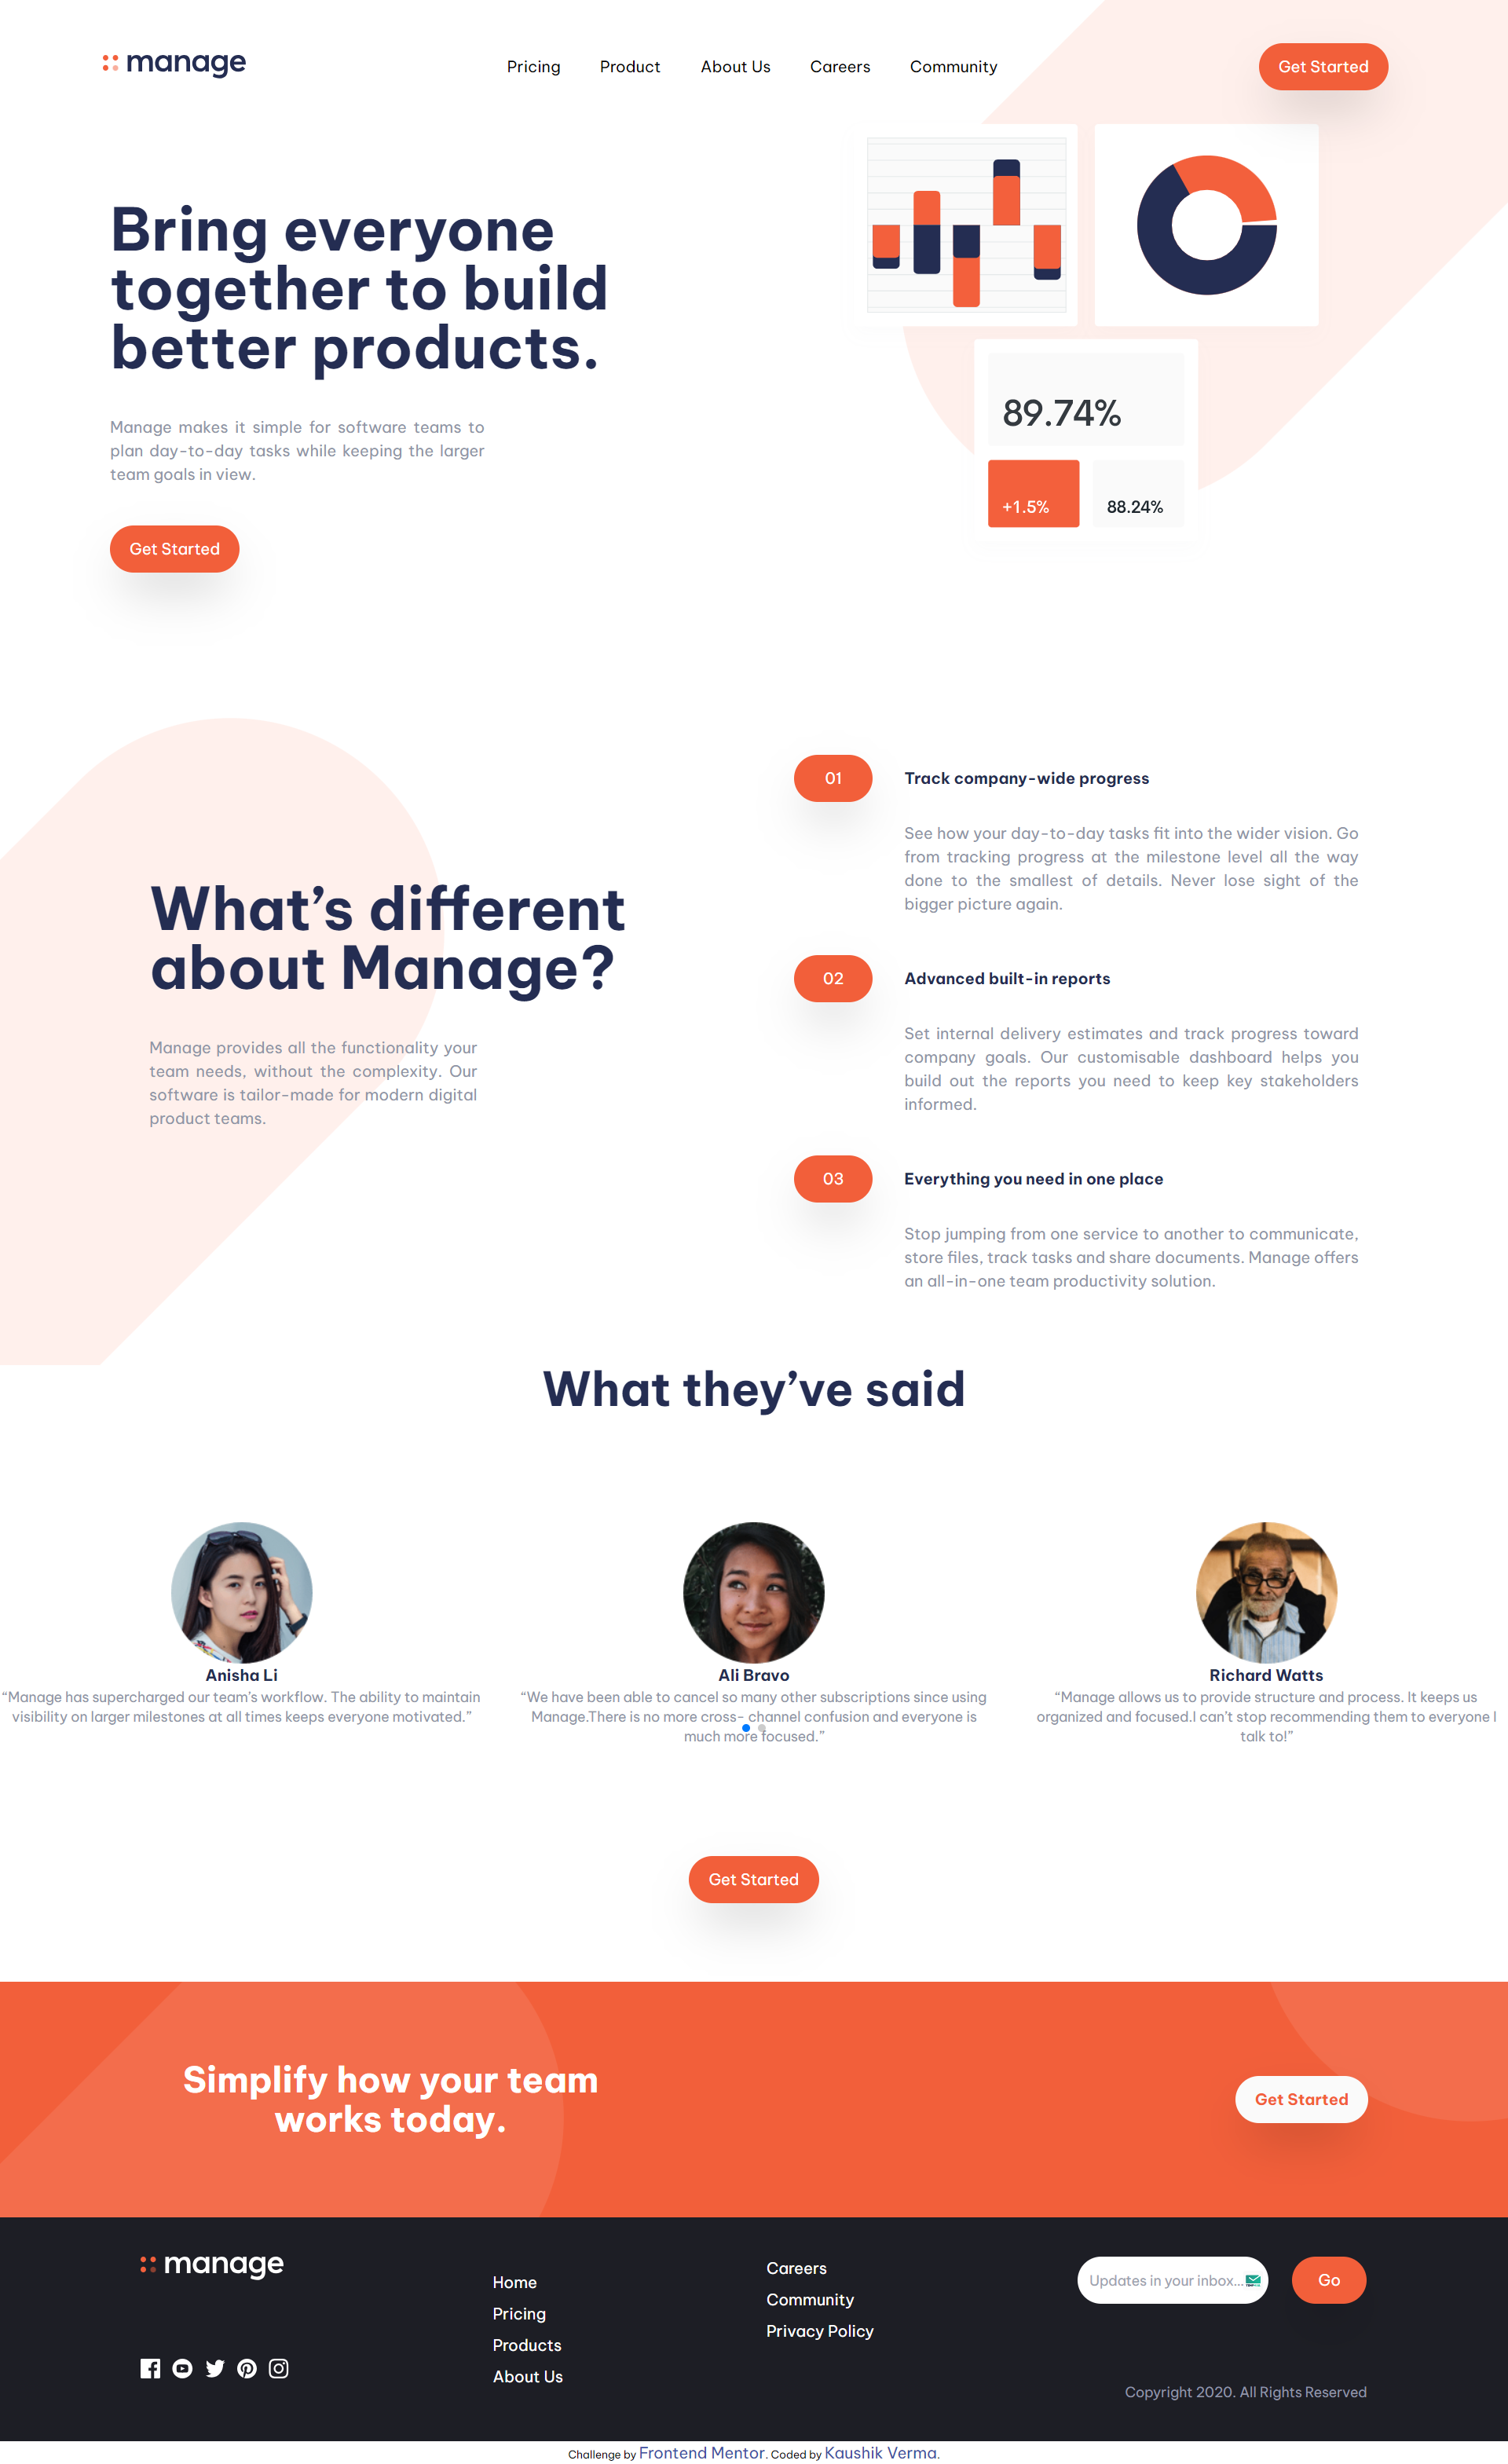 manage
Pricing
Product
About Us
Careers
Community
Get Started
Bring everyone
together to build
better products.
Manage makes it simple for software teams to
plan day-to-day tasks while keeping the larger
team goals in view.
Get Started
89.74%
+1.5%
88.24%
What’s different
about Manage?
Manage provides all the functionality your
team needs, without the complexity. Our
software is tailor-made for modern digital
product teams.
01
Track company-wide progress
See how your day-to-day tasks fit into the wider vision. Go
from tracking progress at the milestone level all the way
done to the smallest of details. Never lose sight of the
bigger picture again.
02
Advanced built-in reports
Set internal delivery estimates and track progress toward
company goals. Our customisable dashboard helps you
build out the reports you need to keep key stakeholders
informed.
03
Everything you need in one place
Stop jumping from one service to another to communicate,
store files, track tasks and share documents. Manage offers
an all-in-one team productivity solution.
What they’ve said
Anisha Li
“Manage has supercharged our team’s workflow. The ability to maintain
visibility on larger milestones at all times keeps everyone motivated.”
Ali Bravo
“We have been able to cancel so many other subscriptions since using
Manage.There is no more cross- channel confusion and everyone is
much more focused.”
Richard Watts
“Manage allows us to provide structure and process. It keeps us
organized and focused.I can’t stop recommending them to everyone I
talk to!”
Get Started
Simplify how your team
works today.
Get Started
manage
Home
Pricing
Products
About Us
Careers
Community
Privacy Policy
Updates in your inbox...
Go
Copyright 2020. All Rights Reserved
Challenge by Frontend Mentor. Coded by Kaushik Verma.